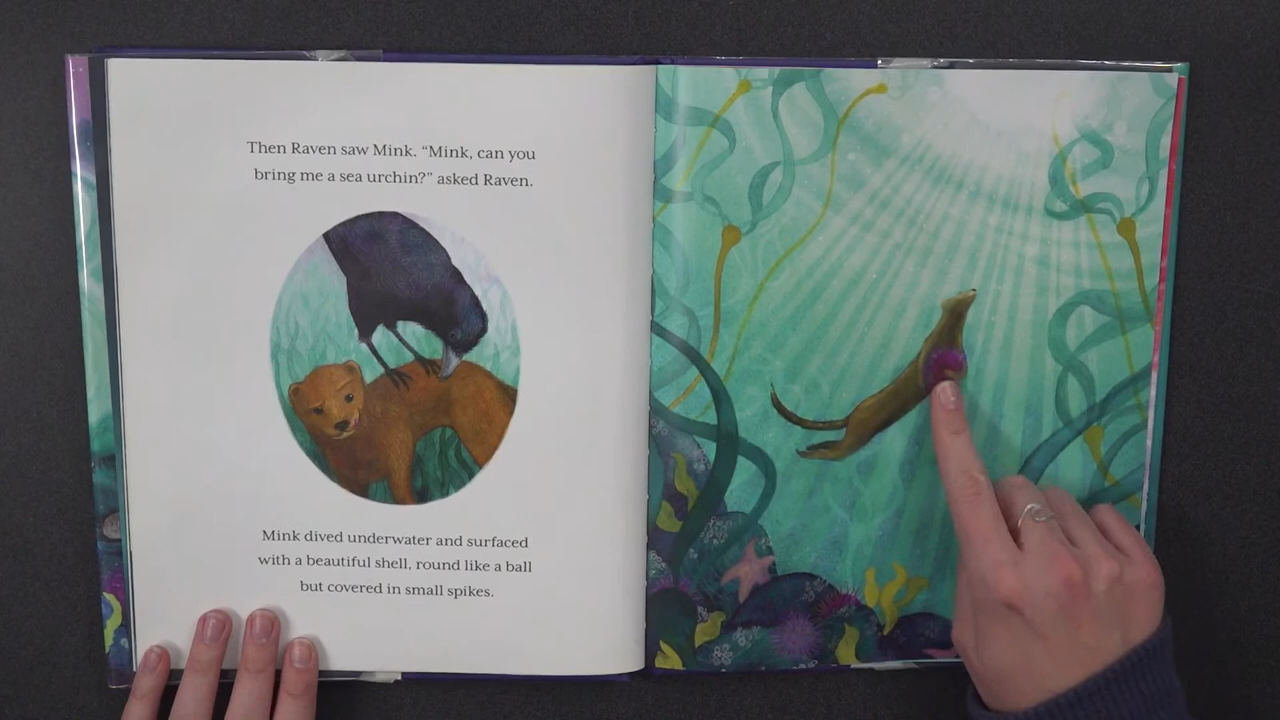 Then Raven saw Mink. “Mink, can you
bring me a sea urchin?” asked Raven.
Mink dived underwater and surfaced
with a beautiful shell, round like a ball
but covered in small spikes.